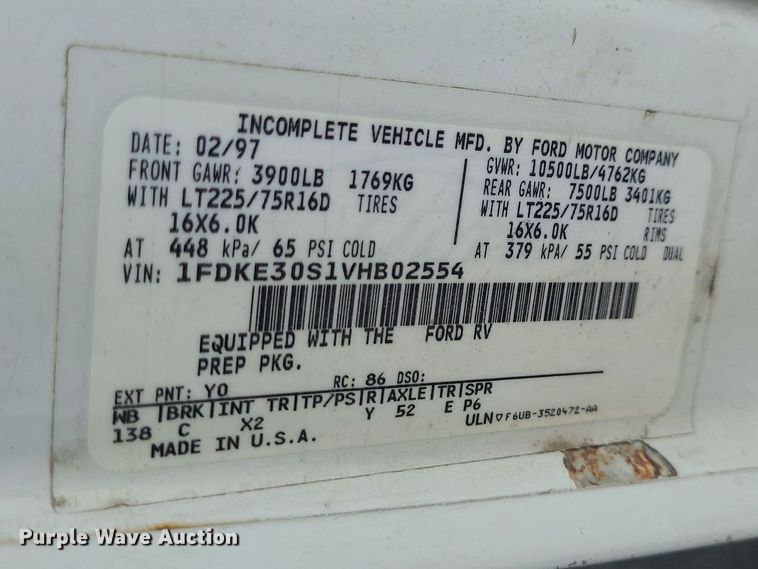 INCOMPLETE VEHICLE MFD. BY FORD MOTOR COMPANY
DATE: 02/97
GVWR: 10500LB/4762KG
FRONT GAWR: 3900LB 1769KG
REAR GAWR: 7500LB 3401KG
WITH LT225/75R16D TIRES
WITH LT225/75R16D TIRES
16X6.0K
16X6.0K RIMS
AT 448 kPa/ 65 PSI COLD
AT 379 kPa/ 55 PSI COLD DUAL
VIN: 1FDKE30S1VHB02554
EQUIPPED WITH THE FORD RV
PREP PKG.
EXT PNT: YO RC: 86 DSO:
WB |BRK|INT TR|TP/PS|R|AXLE|TR|SPR
138 C X2 Y 52 E P6
MADE IN U.S.A.
ULN▽F6UB-3520472-AA
Purple Wave Auction